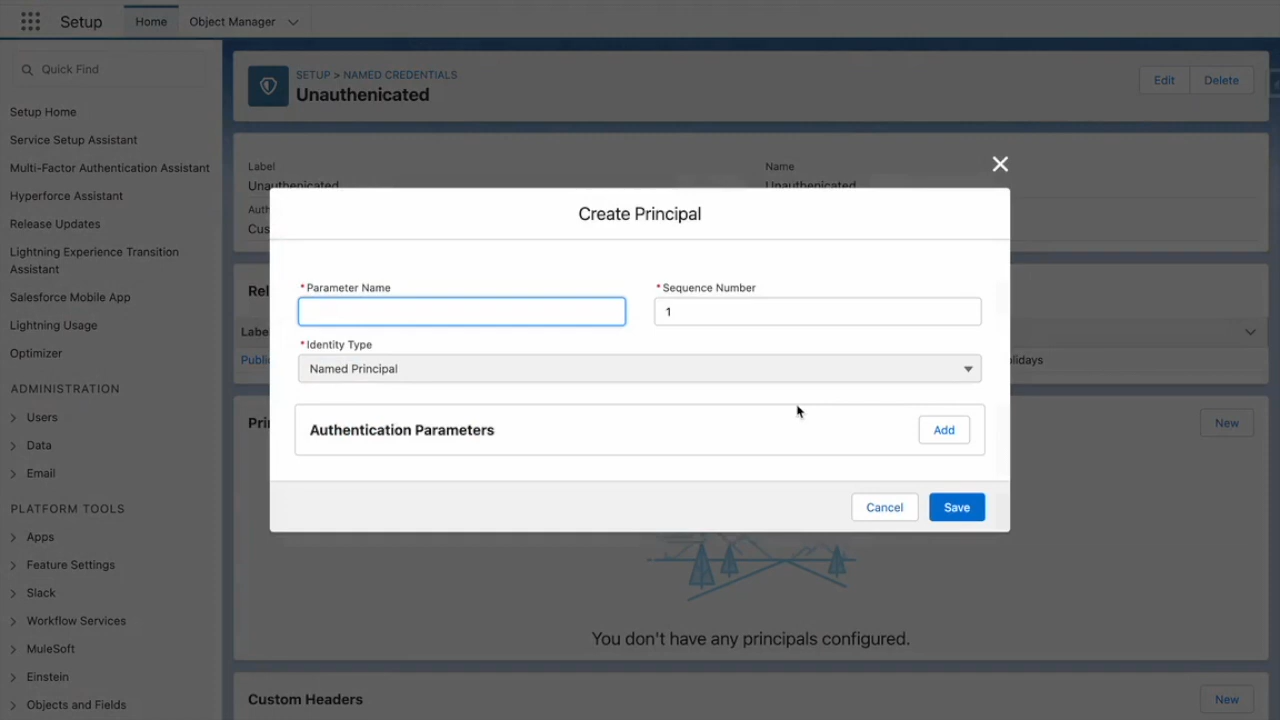 Setup
Home
Object Manager
Quick Find
Setup Home
Service Setup Assistant
Multi-Factor Authentication Assistant
Hyperforce Assistant
Release Updates
Lightning Experience Transition
Assistant
Salesforce Mobile App
Lightning Usage
Optimizer
ADMINISTRATION
Users
Data
Email
PLATFORM TOOLS
Apps
Feature Settings
Slack
Workflow Services
MuleSoft
Einstein
Objects and Fields
SETUP > NAMED CREDENTIALS
Unauthenicated
Edit
Delete
Label
Name
Unauthenicated
Unauthenicated
Create Principal
*Parameter Name
*Sequence Number
1
*Identity Type
Named Principal
Authentication Parameters
Add
Cancel
Save
New
You don't have any principals configured.
Custom Headers
New